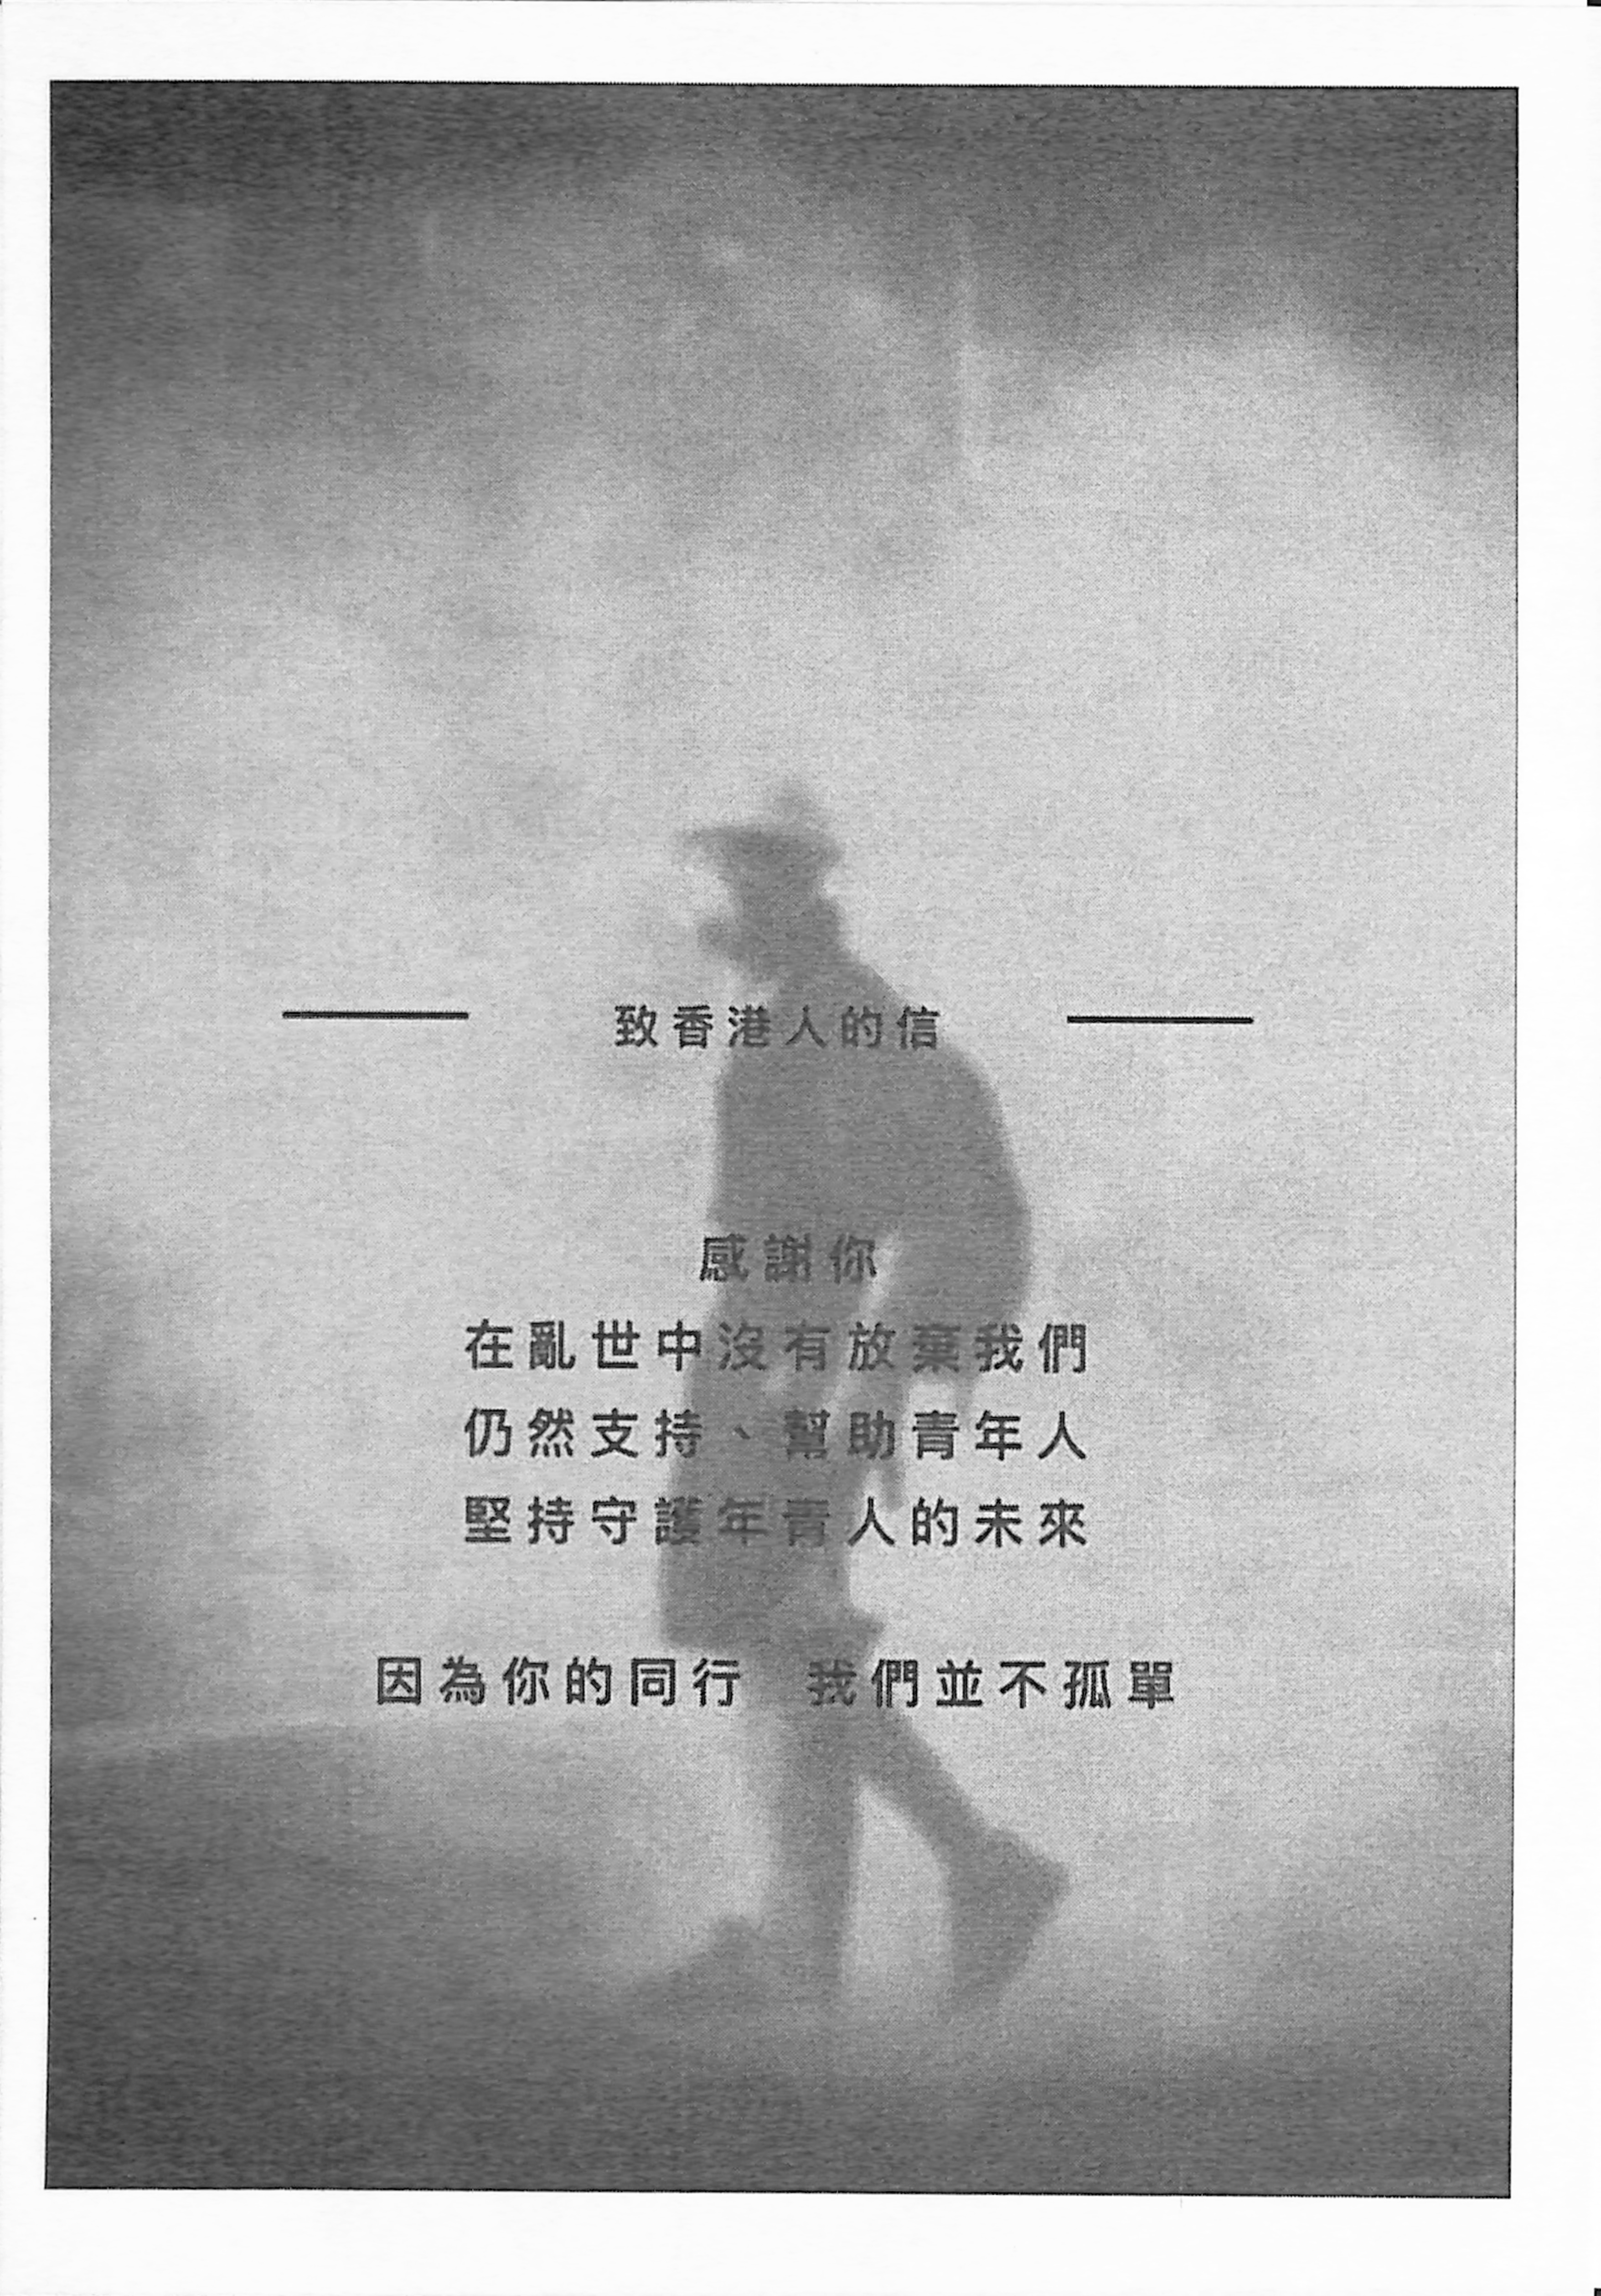 致香港人的信
感謝你
在亂世中沒有放棄我們
仍然支持、幫助青年人
堅持守護年青人的未來
因為你的同行　我們並不孤單